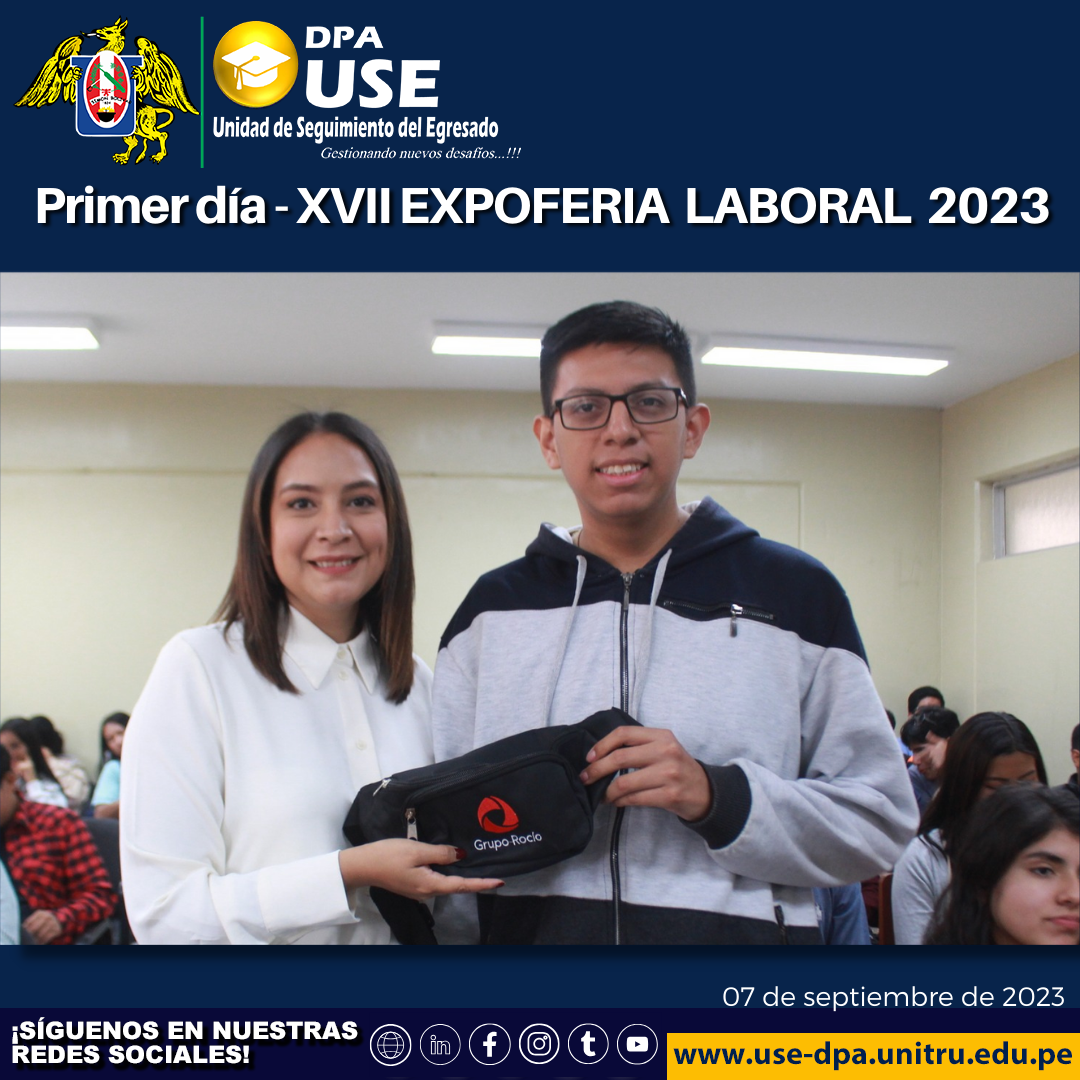 DPA
USE
Unidad de Seguimiento del Egresado
Gestionando nuevos desafíos...!!!
Primer día - XVII EXPOFERIA LABORAL 2023
Grupo Rocío
07 de septiembre de 2023
¡SÍGUENOS EN NUESTRAS
REDES SOCIALES!
www.use-dpa.unitru.edu.pe